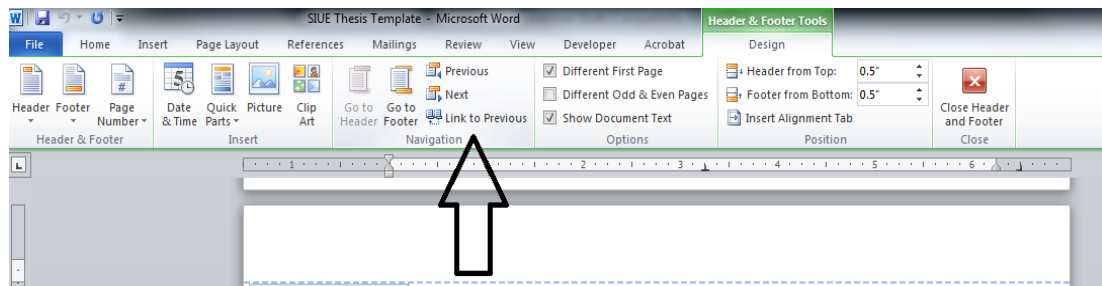 SIUE Thesis Template - Microsoft Word
Header & Footer Tools
File Home Insert Page Layout References Mailings Review View Developer Acrobat Design
Header Footer Page Number
Date & Time Quick Parts Picture Clip Art
Go to Header Go to Footer Previous
Next
Link to Previous
Different First Page
Different Odd & Even Pages
Show Document Text
Header from Top: 0.5"
Footer from Bottom: 0.5"
Insert Alignment Tab
Close Header and Footer
Header & Footer Insert Navigation Options Position Close
L 1 1 2 3 4 5 6